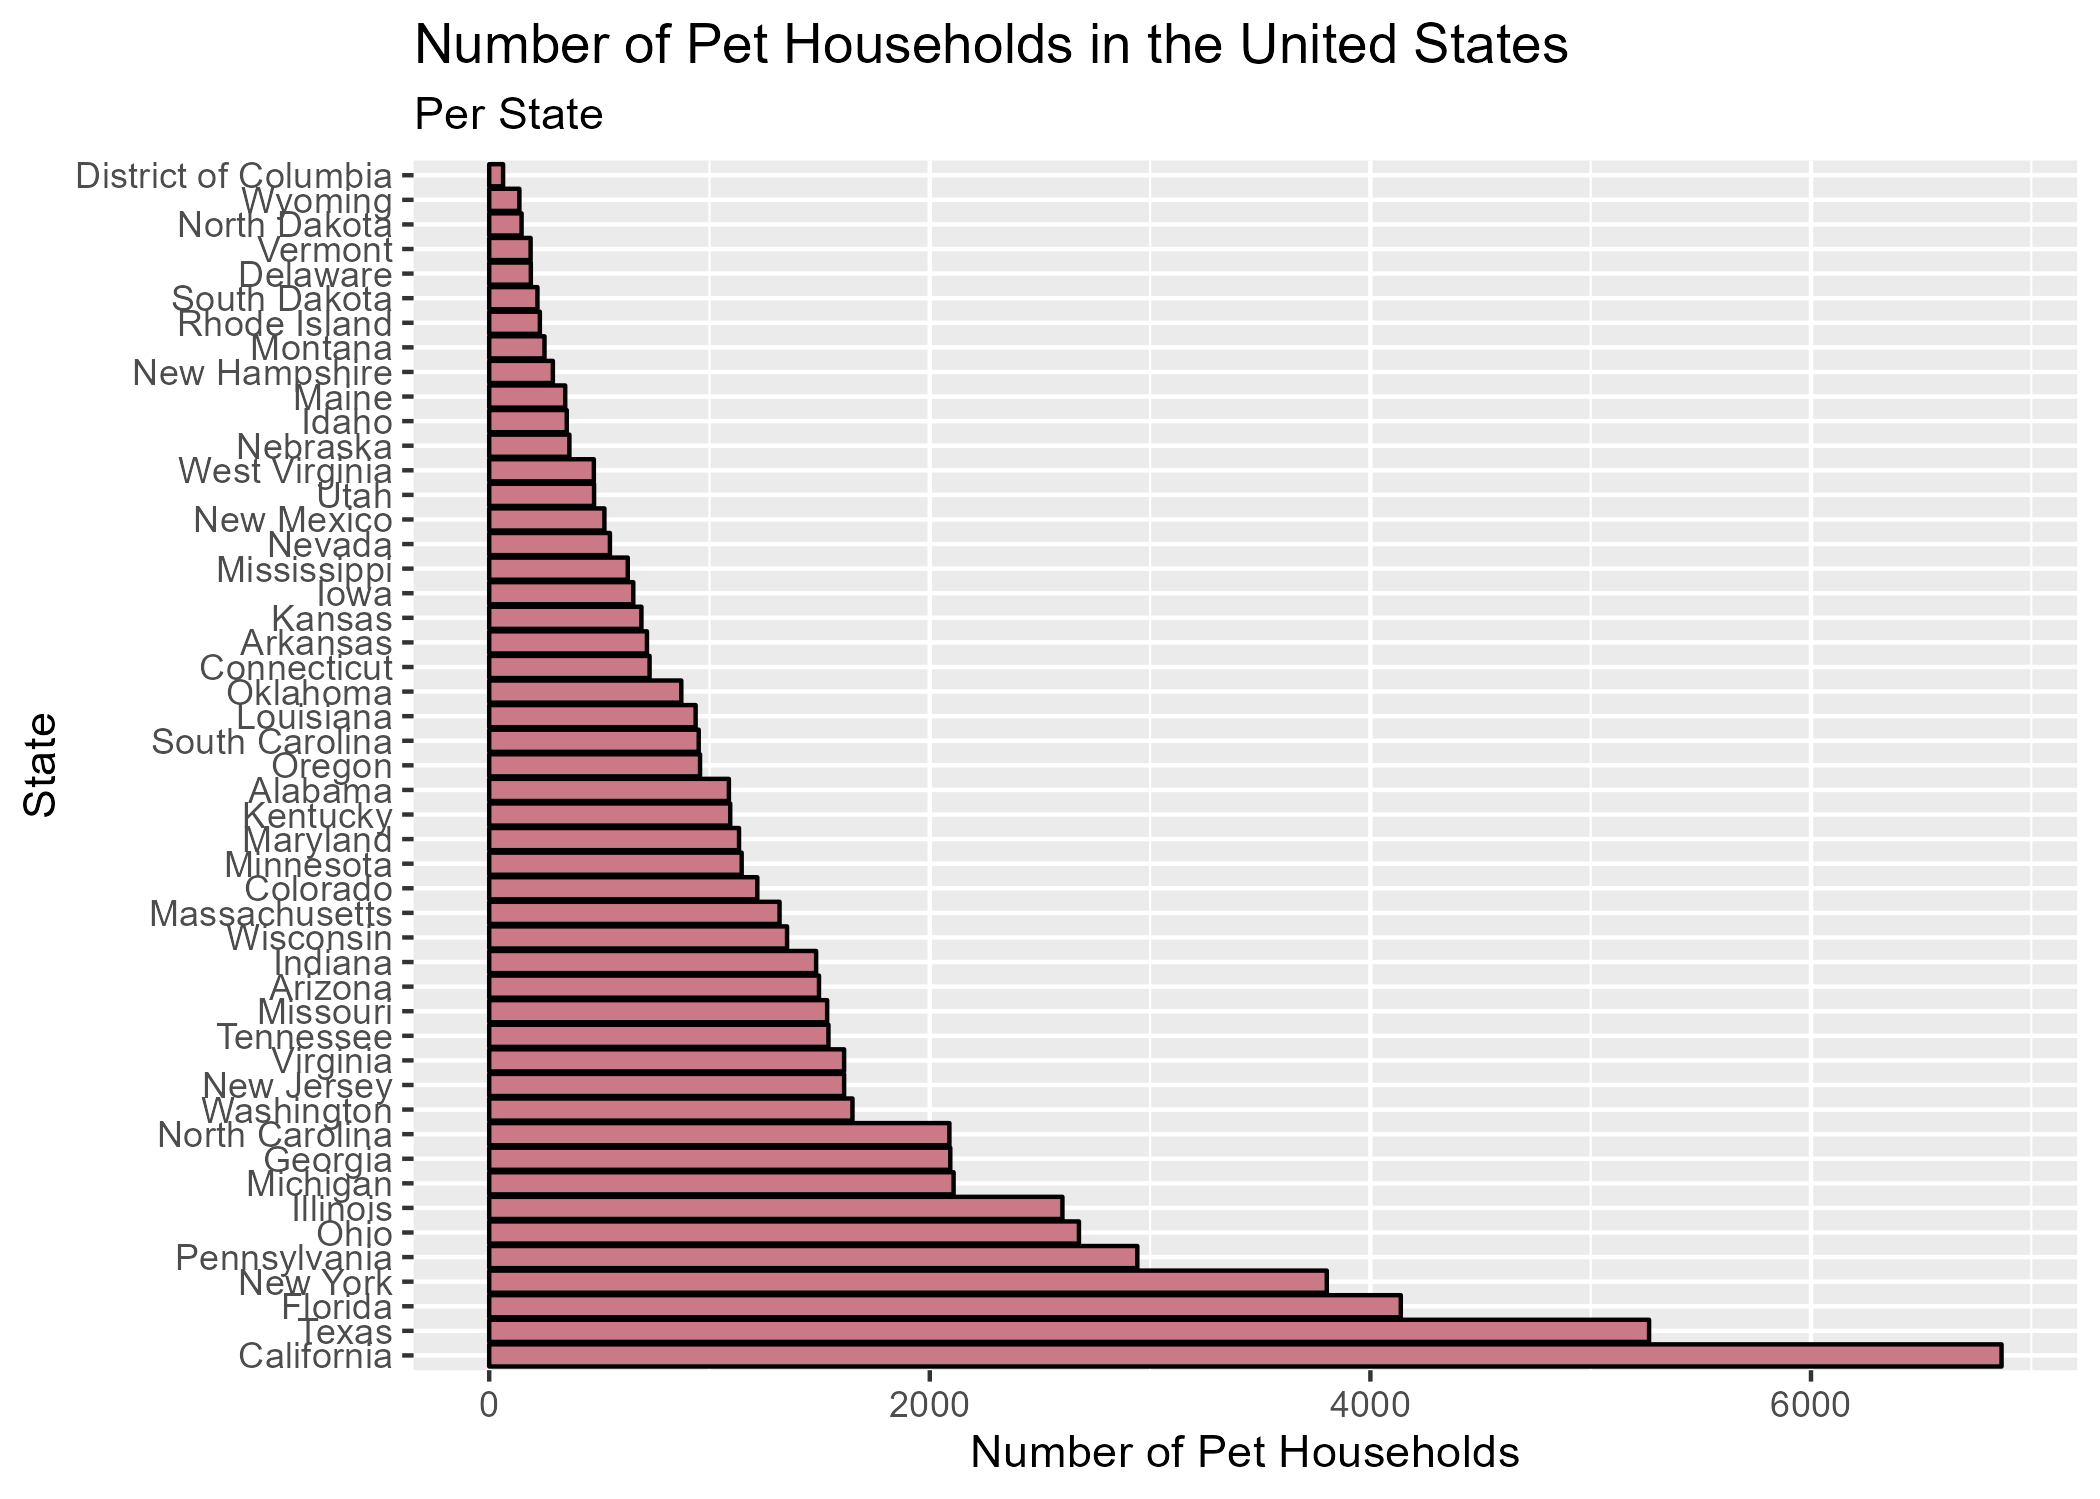 Number of Pet Households in the United States
Per State
District of Columbia
Wyoming
North Dakota
Vermont
Delaware
South Dakota
Rhode Island
Montana
New Hampshire
Maine
Idaho
Nebraska
West Virginia
Utah
New Mexico
Nevada
Mississippi
Iowa
Kansas
Arkansas
Connecticut
Oklahoma
Louisiana
South Carolina
Oregon
Alabama
Kentucky
Maryland
Minnesota
Colorado
Massachusetts
Wisconsin
Indiana
Arizona
Missouri
Tennessee
Virginia
New Jersey
Washington
North Carolina
Georgia
Michigan
Illinois
Ohio
Pennsylvania
New York
Florida
Texas
California
State
0 2000 4000 6000
Number of Pet Households